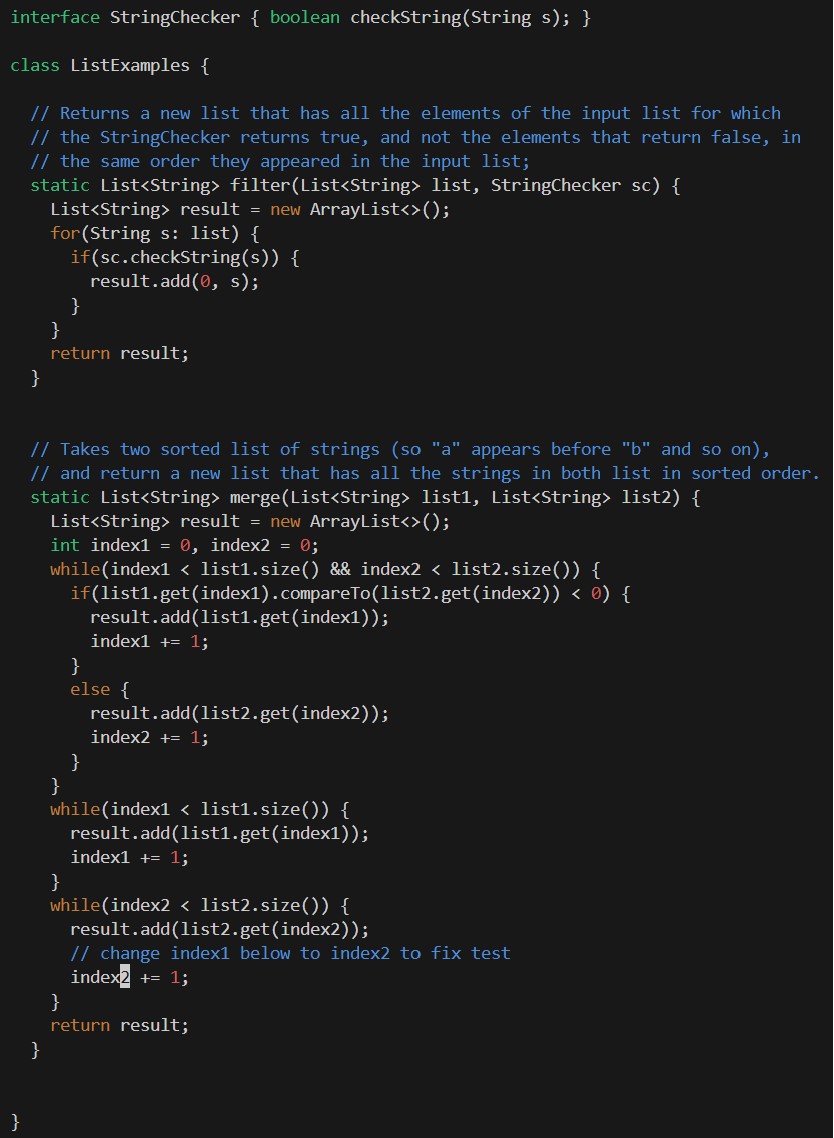 interface StringChecker { boolean checkString(String s); }

class ListExamples {

  // Returns a new list that has all the elements of the input list for which
  // the StringChecker returns true, and not the elements that return false, in
  // the same order they appeared in the input list;
  static List<String> filter(List<String> list, StringChecker sc) {
    List<String> result = new ArrayList<>();
    for(String s: list) {
      if(sc.checkString(s)) {
        result.add(0, s);
      }
    }
    return result;
  }


  // Takes two sorted list of strings (so "a" appears before "b" and so on),
  // and return a new list that has all the strings in both list in sorted order.
  static List<String> merge(List<String> list1, List<String> list2) {
    List<String> result = new ArrayList<>();
    int index1 = 0, index2 = 0;
    while(index1 < list1.size() && index2 < list2.size()) {
      if(list1.get(index1).compareTo(list2.get(index2)) < 0) {
        result.add(list1.get(index1));
        index1 += 1;
      }
      else {
        result.add(list2.get(index2));
        index2 += 1;
      }
    }
    while(index1 < list1.size()) {
      result.add(list1.get(index1));
      index1 += 1;
    }
    while(index2 < list2.size()) {
      result.add(list2.get(index2));
      // change index1 below to index2 to fix test
      index2 += 1;
    }
    return result;
  }


}